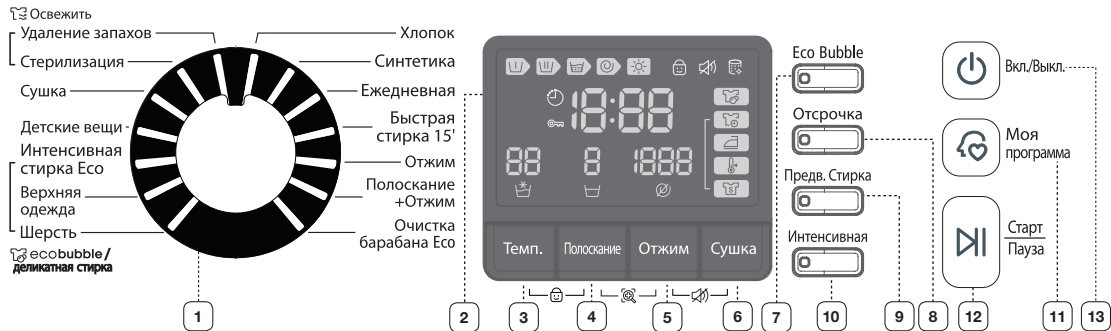 Освежить
Удаление запахов
Стерилизация
Сушка
Детские вещи
Интенсивная
стирка Eco
Верхняя
одежда
Шерсть
ecobubble/
деликатная стирка
Хлопок
Синтетика
Ежедневная
Быстрая
стирка 15'
Отжим
Полоскание
+Отжим
Очистка
барабана Eco
18:88
88 8 1888
Темп. Полоскание Отжим Сушка
Eco Bubble
Отсрочка
Предв. Стирка
Интенсивная
Вкл./Выкл.
Моя
программа
Старт
Пауза
1 2 3 4 5 6 7 10 9 8 12 11 13